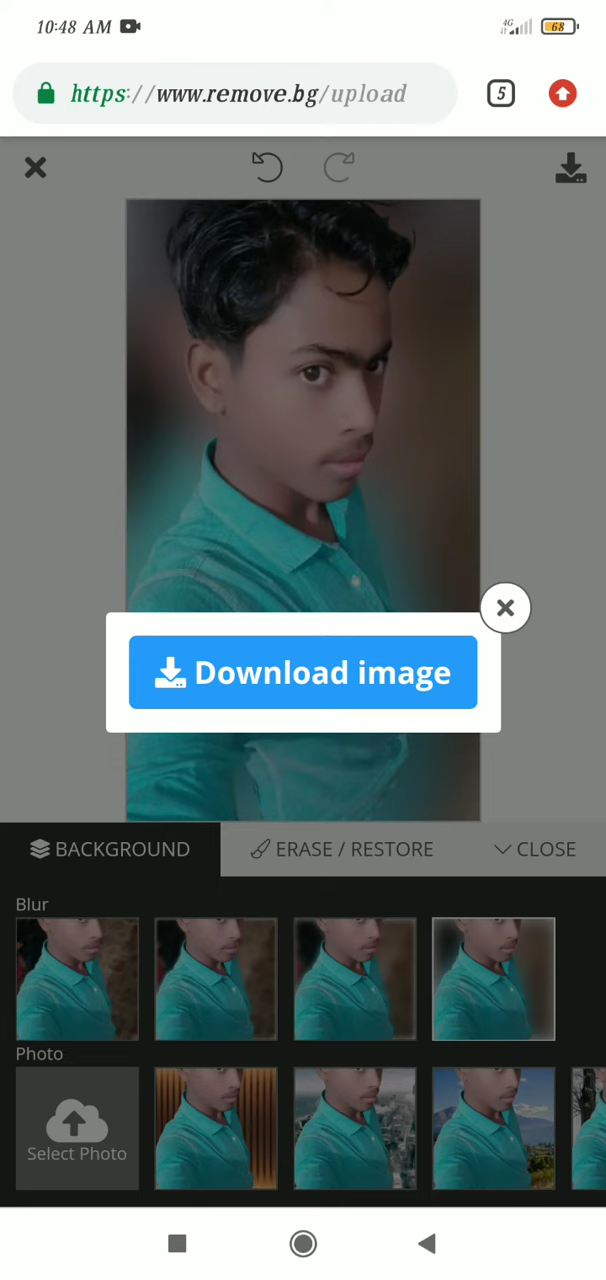 10:48 AM 4G 68
https://www.remove.bg/upload 5
Download image
BACKGROUND ERASE / RESTORE CLOSE
Blur
Photo
Select Photo